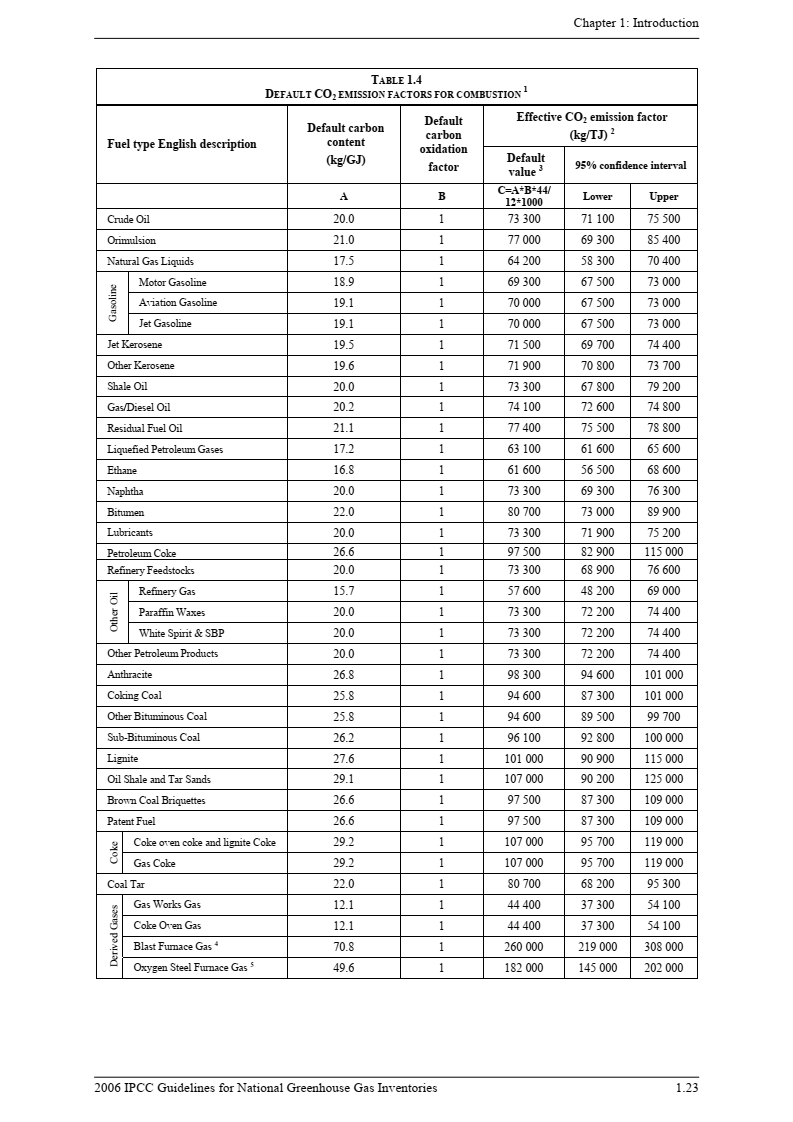 Chapter 1: Introduction
TABLE 1.4
DEFAULT CO2 EMISSION FACTORS FOR COMBUSTION 1
Fuel type English description
Default carbon
content
(kg/GJ)
Default
carbon
oxidation
factor
Effective CO2 emission factor
(kg/TJ) 2
Default
value 3
95% confidence interval
A B C=A*B*44/
12*1000 Lower Upper
Crude Oil 20.0 1 73 300 71 100 75 500
Orimulsion 21.0 1 77 000 69 300 85 400
Natural Gas Liquids 17.5 1 64 200 58 300 70 400
Gasoline
Motor Gasoline 18.9 1 69 300 67 500 73 000
Aviation Gasoline 19.1 1 70 000 67 500 73 000
Jet Gasoline 19.1 1 70 000 67 500 73 000
Jet Kerosene 19.5 1 71 500 69 700 74 400
Other Kerosene 19.6 1 71 900 70 800 73 700
Shale Oil 20.0 1 73 300 67 800 79 200
Gas/Diesel Oil 20.2 1 74 100 72 600 74 800
Residual Fuel Oil 21.1 1 77 400 75 500 78 800
Liquefied Petroleum Gases 17.2 1 63 100 61 600 65 600
Ethane 16.8 1 61 600 56 500 68 600
Naphtha 20.0 1 73 300 69 300 76 300
Bitumen 22.0 1 80 700 73 000 89 900
Lubricants 20.0 1 73 300 71 900 75 200
Petroleum Coke 26.6 1 97 500 82 900 115 000
Refinery Feedstocks 20.0 1 73 300 68 900 76 600
Other Oil
Refinery Gas 15.7 1 57 600 48 200 69 000
Paraffin Waxes 20.0 1 73 300 72 200 74 400
White Spirit & SBP 20.0 1 73 300 72 200 74 400
Other Petroleum Products 20.0 1 73 300 72 200 74 400
Anthracite 26.8 1 98 300 94 600 101 000
Coking Coal 25.8 1 94 600 87 300 101 000
Other Bituminous Coal 25.8 1 94 600 89 500 99 700
Sub-Bituminous Coal 26.2 1 96 100 92 800 100 000
Lignite 27.6 1 101 000 90 900 115 000
Oil Shale and Tar Sands 29.1 1 107 000 90 200 125 000
Brown Coal Briquettes 26.6 1 97 500 87 300 109 000
Patent Fuel 26.6 1 97 500 87 300 109 000
Coke
Coke oven coke and lignite Coke 29.2 1 107 000 95 700 119 000
Gas Coke 29.2 1 107 000 95 700 119 000
Coal Tar 22.0 1 80 700 68 200 95 300
Derived Gases
Gas Works Gas 12.1 1 44 400 37 300 54 100
Coke Oven Gas 12.1 1 44 400 37 300 54 100
Blast Furnace Gas 4 70.8 1 260 000 219 000 308 000
Oxygen Steel Furnace Gas 5 49.6 1 182 000 145 000 202 000
2006 IPCC Guidelines for National Greenhouse Gas Inventories 1.23